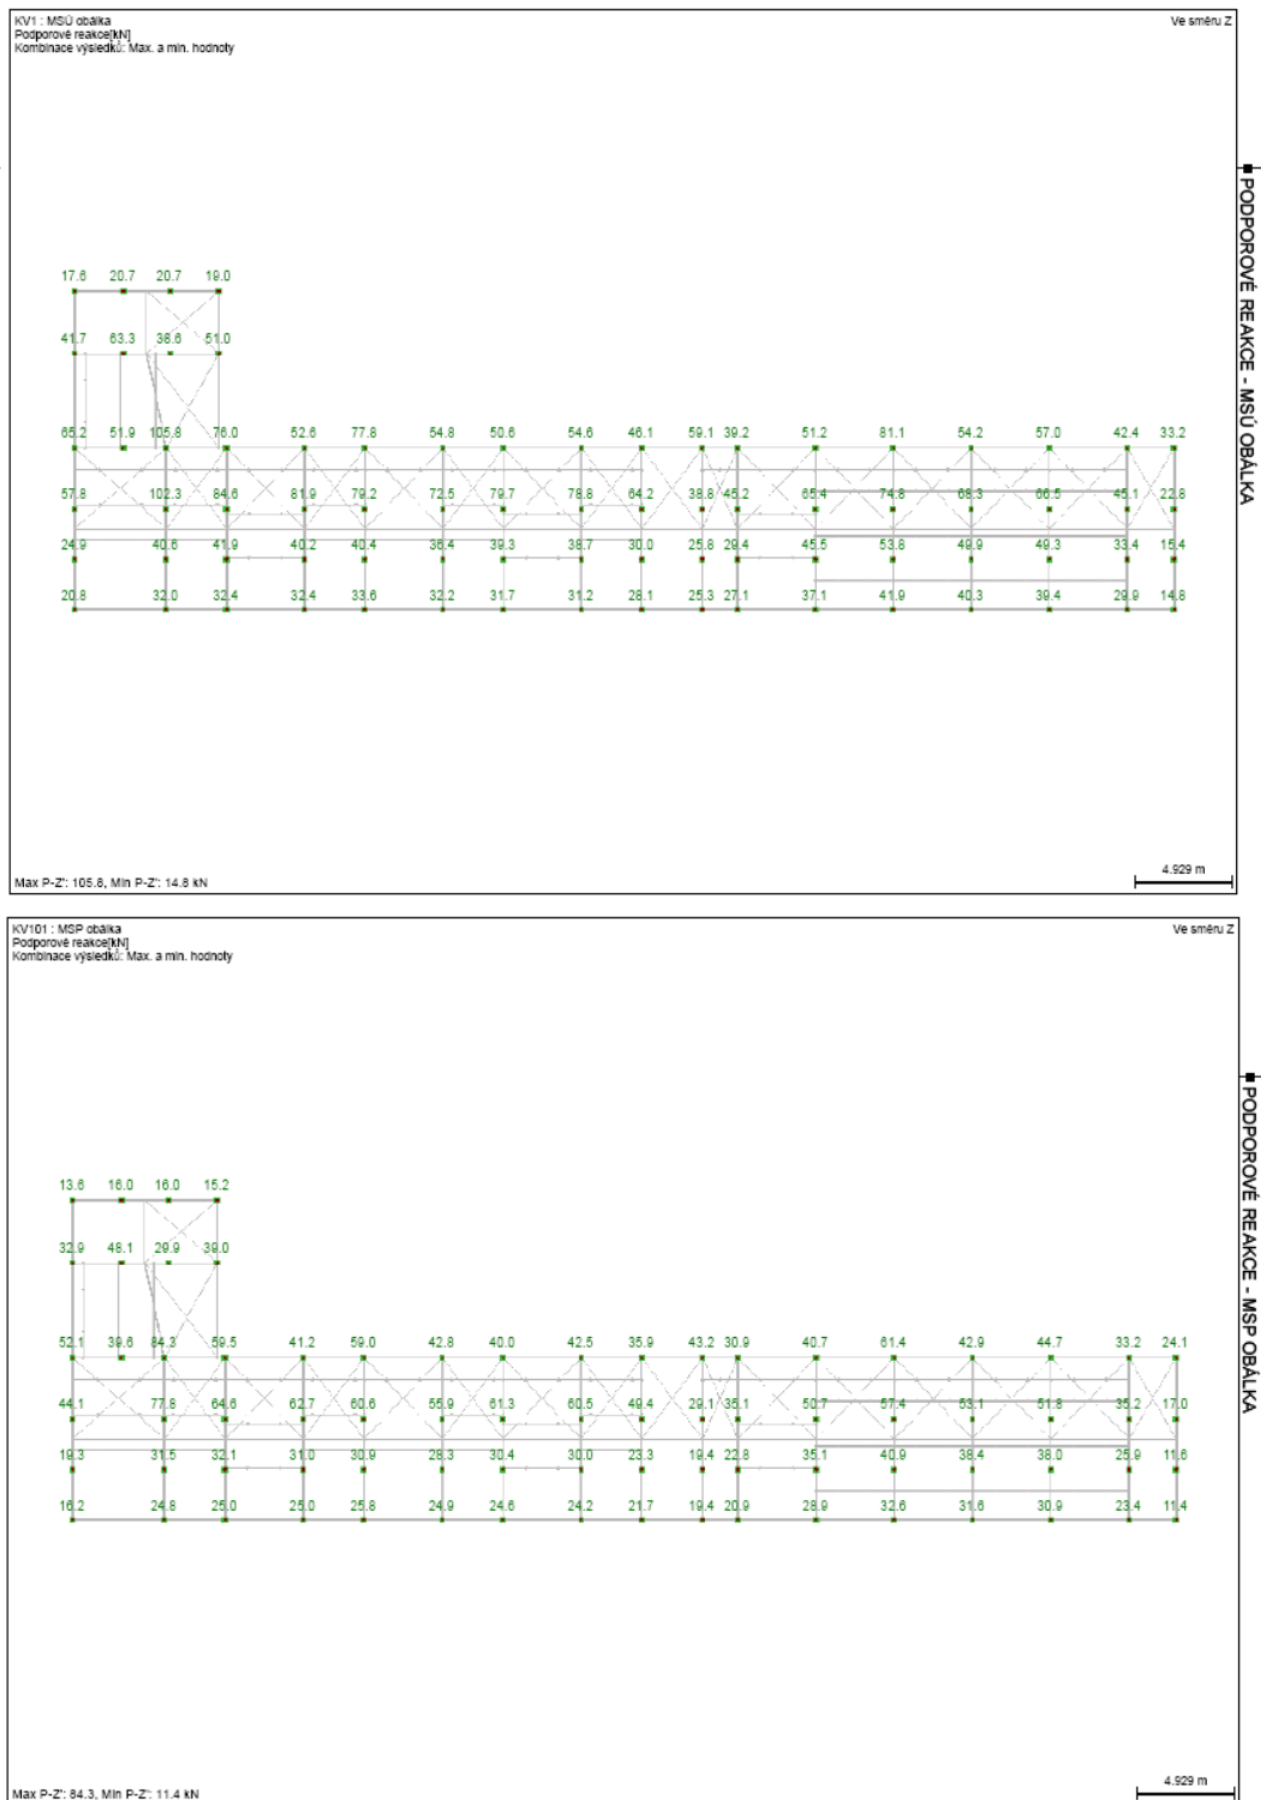 KV1 : MSÚ obálka
Ve směru Z
Podporové reakce[kN]
Kombinace výsledků: Max. a min. hodnoty
PODPOROVÉ REAKCE - MSÚ OBÁLKA
17.6 20.7 20.7 19.0
41.7 63.3 38.6 51.0
65.2 51.9 105.8 76.0 52.6 77.8 54.8 50.6 54.6 46.1 59.1 39.2 51.2 81.1 54.2 57.0 42.4 33.2
57.8 102.3 84.6 81.9 79.2 72.5 79.7 78.8 64.2 38.8 45.2 65.4 74.8 68.3 66.5 45.1 22.8
24.9 40.6 41.9 40.2 40.4 36.4 39.3 38.7 30.0 25.8 29.4 45.5 53.8 49.9 49.3 33.4 15.4
20.8 32.0 32.4 32.4 33.6 32.2 31.7 31.2 28.1 25.3 27.1 37.1 41.9 40.3 39.4 29.9 14.8
Max P-Z': 105.8, Min P-Z': 14.8 kN
4.929 m
KV101 : MSP obálka
Ve směru Z
Podporové reakce[kN]
Kombinace výsledků: Max. a min. hodnoty
PODPOROVÉ REAKCE - MSP OBÁLKA
13.6 16.0 16.0 15.2
32.9 48.1 29.9 39.0
52.1 39.6 84.3 59.5 41.2 59.0 42.8 40.0 42.5 35.9 43.2 30.9 40.7 61.4 42.9 44.7 33.2 24.1
44.1 77.8 64.6 62.7 60.6 55.9 61.3 60.5 49.4 29.1 35.1 50.7 57.4 53.1 51.8 35.2 17.0
19.3 31.5 32.1 31.0 30.9 28.3 30.4 30.0 23.3 19.4 22.8 35.1 40.9 38.4 38.0 25.9 11.6
16.2 24.8 25.0 25.0 25.8 24.9 24.6 24.2 21.7 19.4 20.9 28.9 32.6 31.6 30.9 23.4 11.4
Max P-Z': 84.3, Min P-Z': 11.4 kN
4.929 m